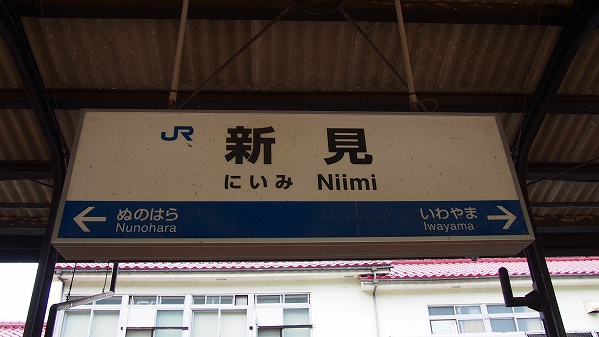 JR 新見
にいみ Niimi
← ぬのはら いわやま →
Nunohara Iwayama